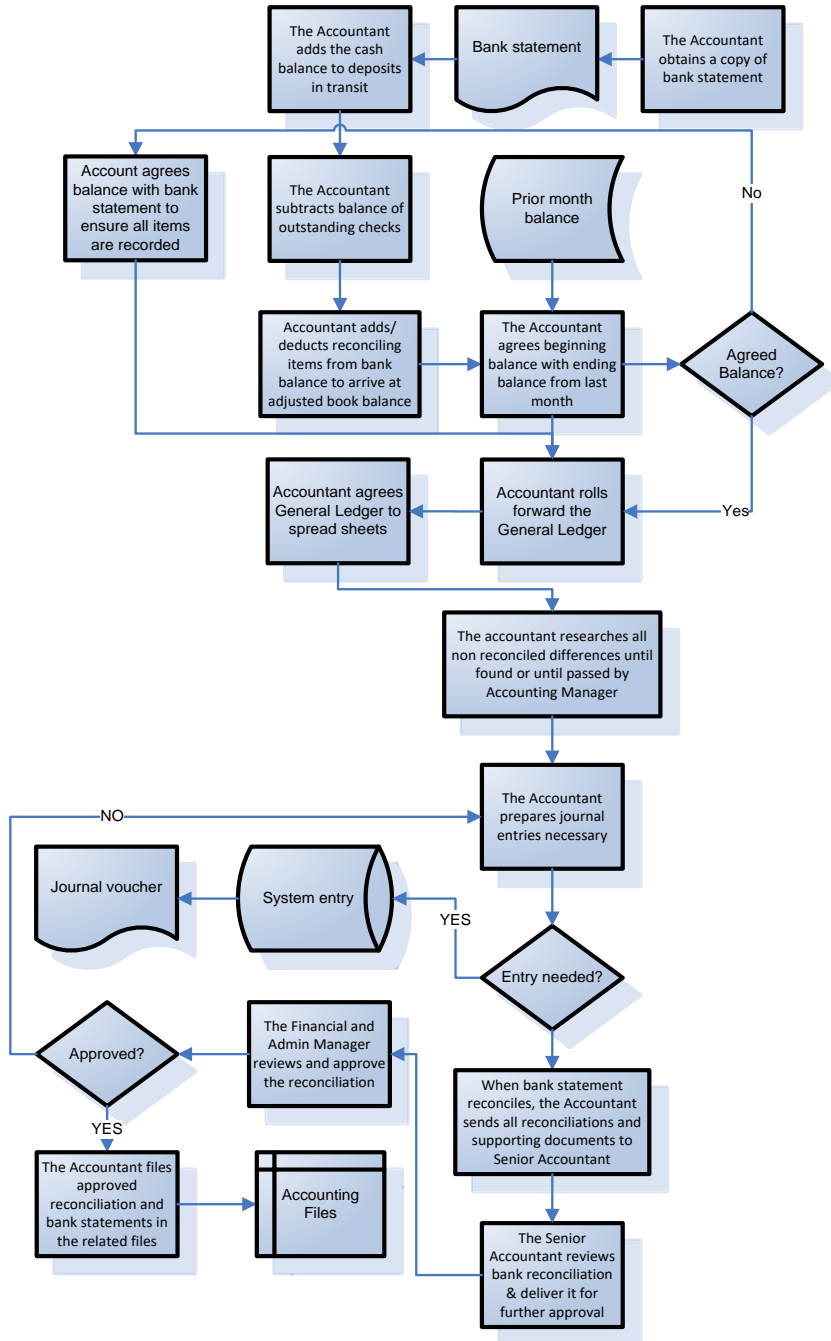 The Accountant
adds the cash
balance to deposits
in transit
Bank statement
The Accountant
obtains a copy of
bank statement
Account agrees
balance with bank
statement to
ensure all items
are recorded
The Accountant
subtracts balance of
outstanding checks
Prior month
balance
No
Accountant adds/
deducts reconciling
items from bank
balance to arrive at
adjusted book balance
The Accountant
agrees beginning
balance with ending
balance from last
month
Agreed
Balance?
Accountant agrees
General Ledger to
spread sheets
Accountant rolls
forward the
General Ledger
Yes
The accountant researches all
non reconciled differences until
found or until passed by
Accounting Manager
NO
The Accountant
prepares journal
entries necessary
Journal voucher
System entry
YES
Entry needed?
Approved?
The Financial and
Admin Manager
reviews and approve
the reconciliation
When bank statement
reconciles, the Accountant
sends all reconciliations and
supporting documents to
Senior Accountant
YES
The Accountant files
approved
reconciliation and
bank statements in
the related files
Accounting
Files
The Senior
Accountant reviews
bank reconciliation
& deliver it for
further approval